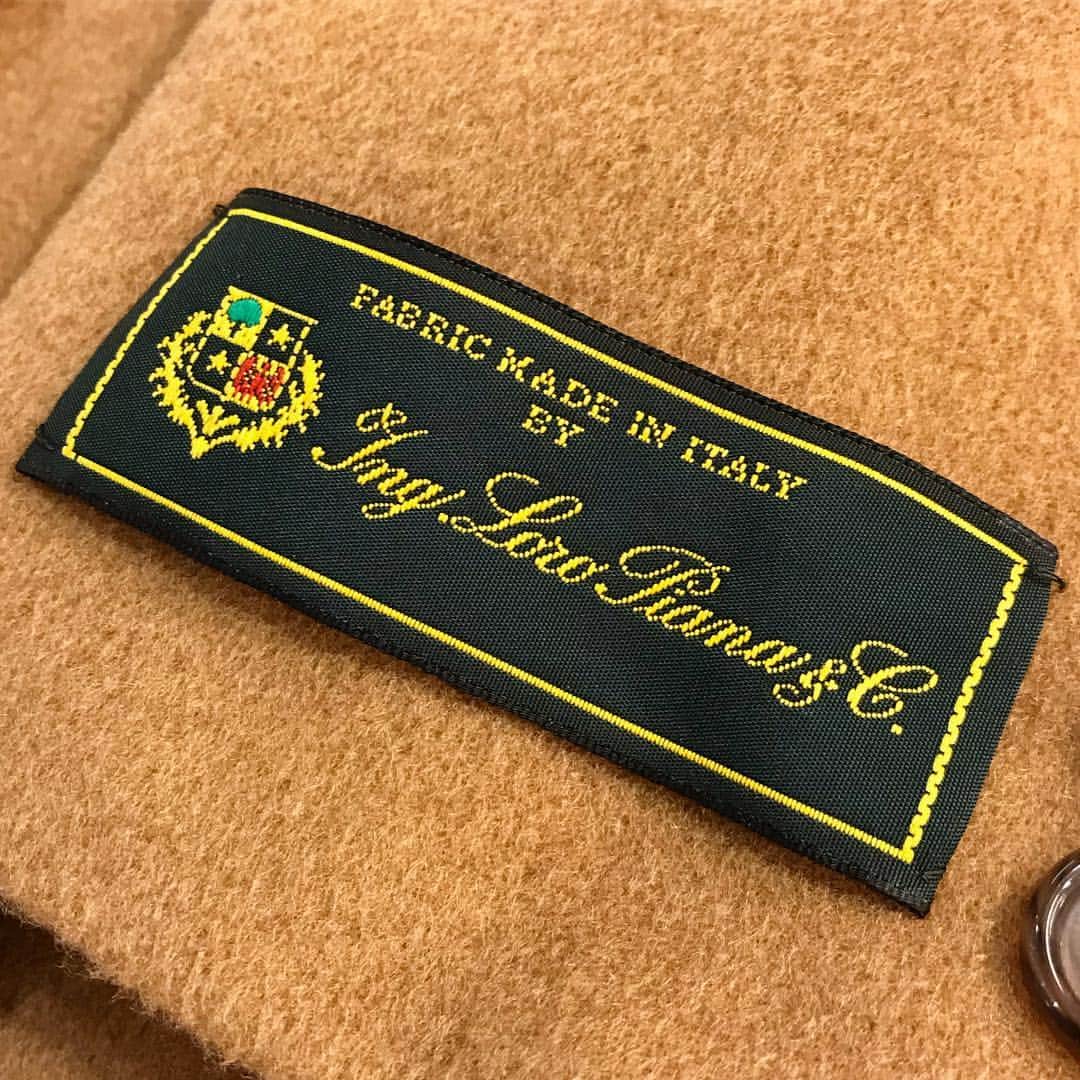 FABRIC MADE IN ITALY
BY
Ing. Loro Piana & C.